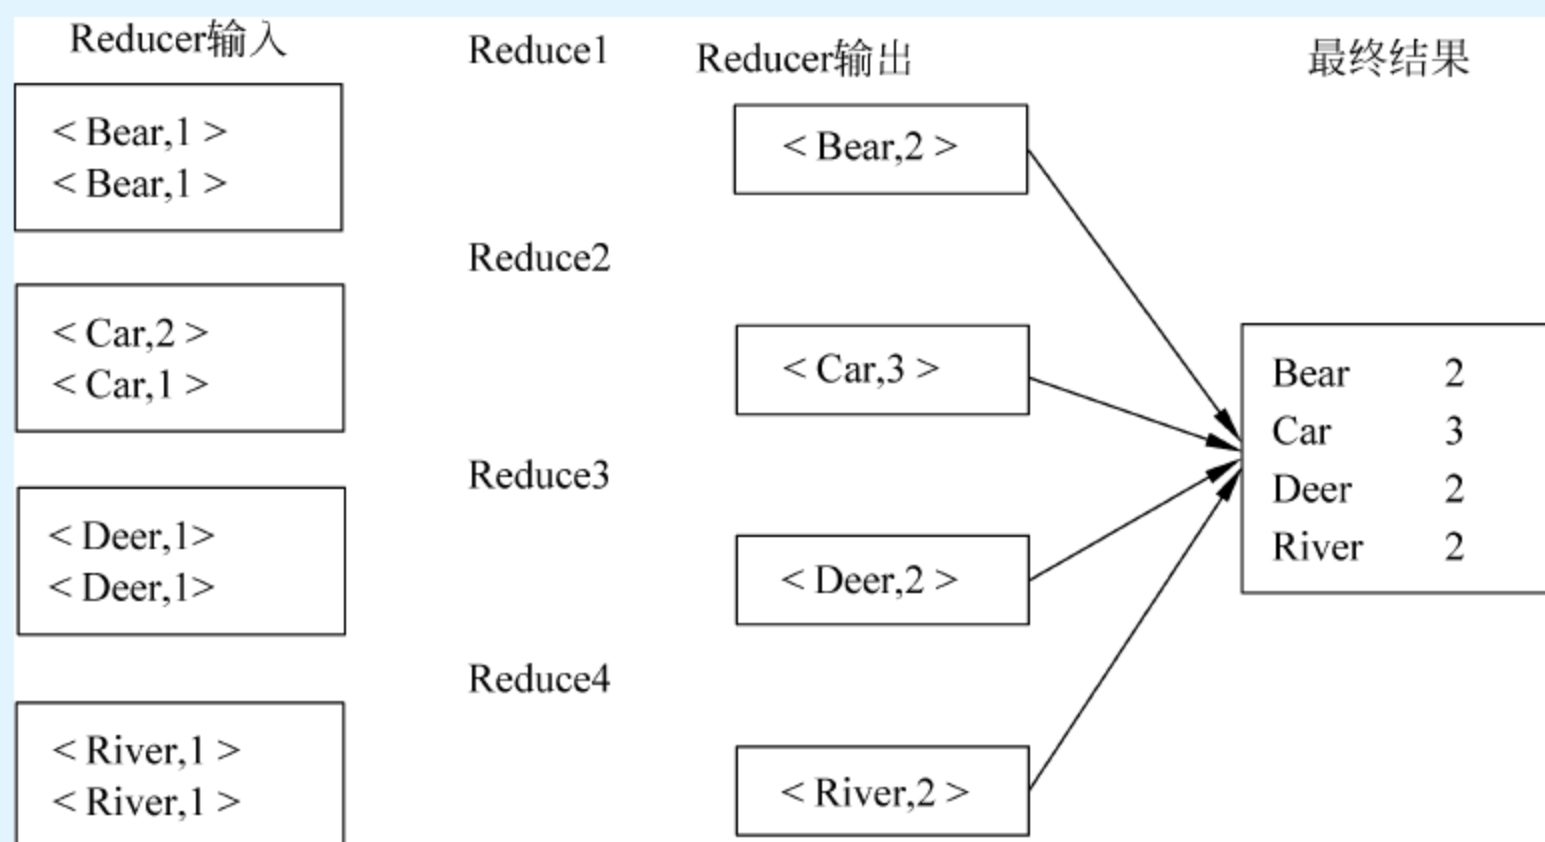 Reducer输入
Reduce1
Reducer输出
最终结果
< Bear,1 >
< Bear,1 >
< Bear,2 >
Reduce2
< Car,2 >
< Car,1 >
< Car,3 >
Bear 2
Car 3
Deer 2
River 2
Reduce3
< Deer,1>
< Deer,1>
< Deer,2 >
Reduce4
< River,1 >
< River,1 >
< River,2 >